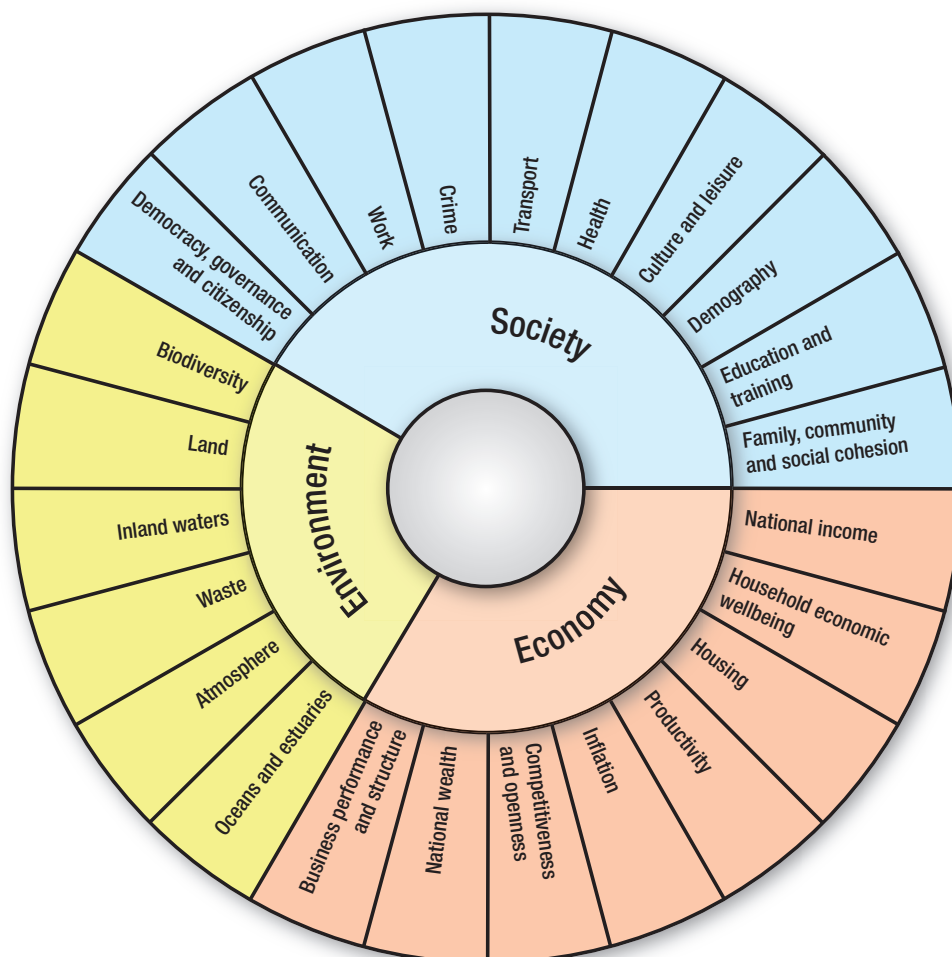 Society
Democracy, governance
and citizenship
Communication
Work
Crime
Transport
Health
Culture and leisure
Demography
Education and
training
Family, community
and social cohesion
Economy
National income
Household economic
wellbeing
Housing
Productivity
Inflation
Competitiveness
and openness
National wealth
Business performance
and structure
Environment
Oceans and estuaries
Atmosphere
Waste
Inland waters
Land
Biodiversity